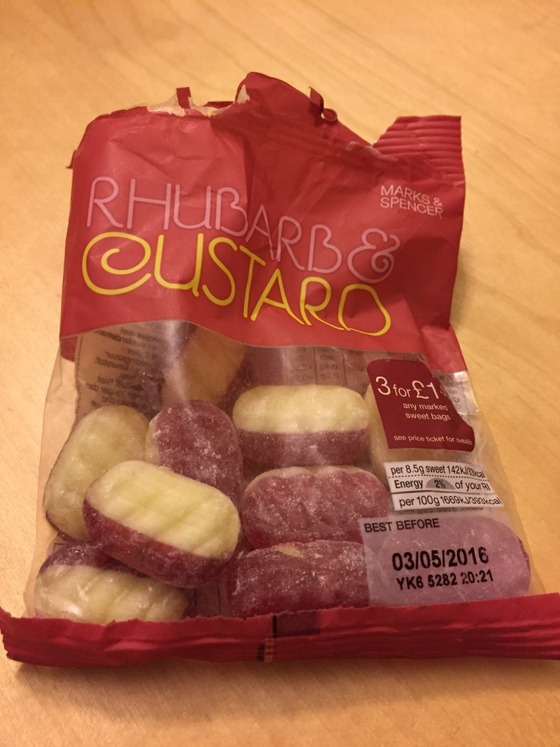 MARKS &
SPENCER
RHUBARB &
CUSTARD
3 for £1
any marked
sweet bags
see price ticket for details
per 8.5g sweet 142kJ/33kcal
Energy 2% of your RI
per 100g 1669kJ/393kcal
BEST BEFORE
03/05/2016
YK6 5282 20:21